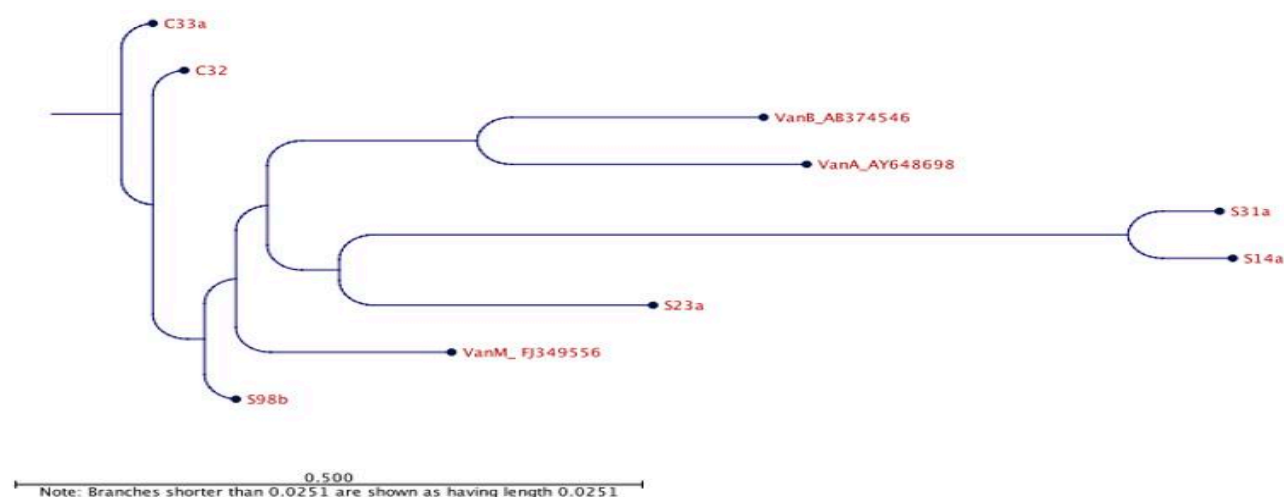 C33a
C32
VanB_AB374546
VanA_AY648698
S31a
S14a
S23a
VanM_ FJ349556
S98b
0.500
Note: Branches shorter than 0.0251 are shown as having length 0.0251